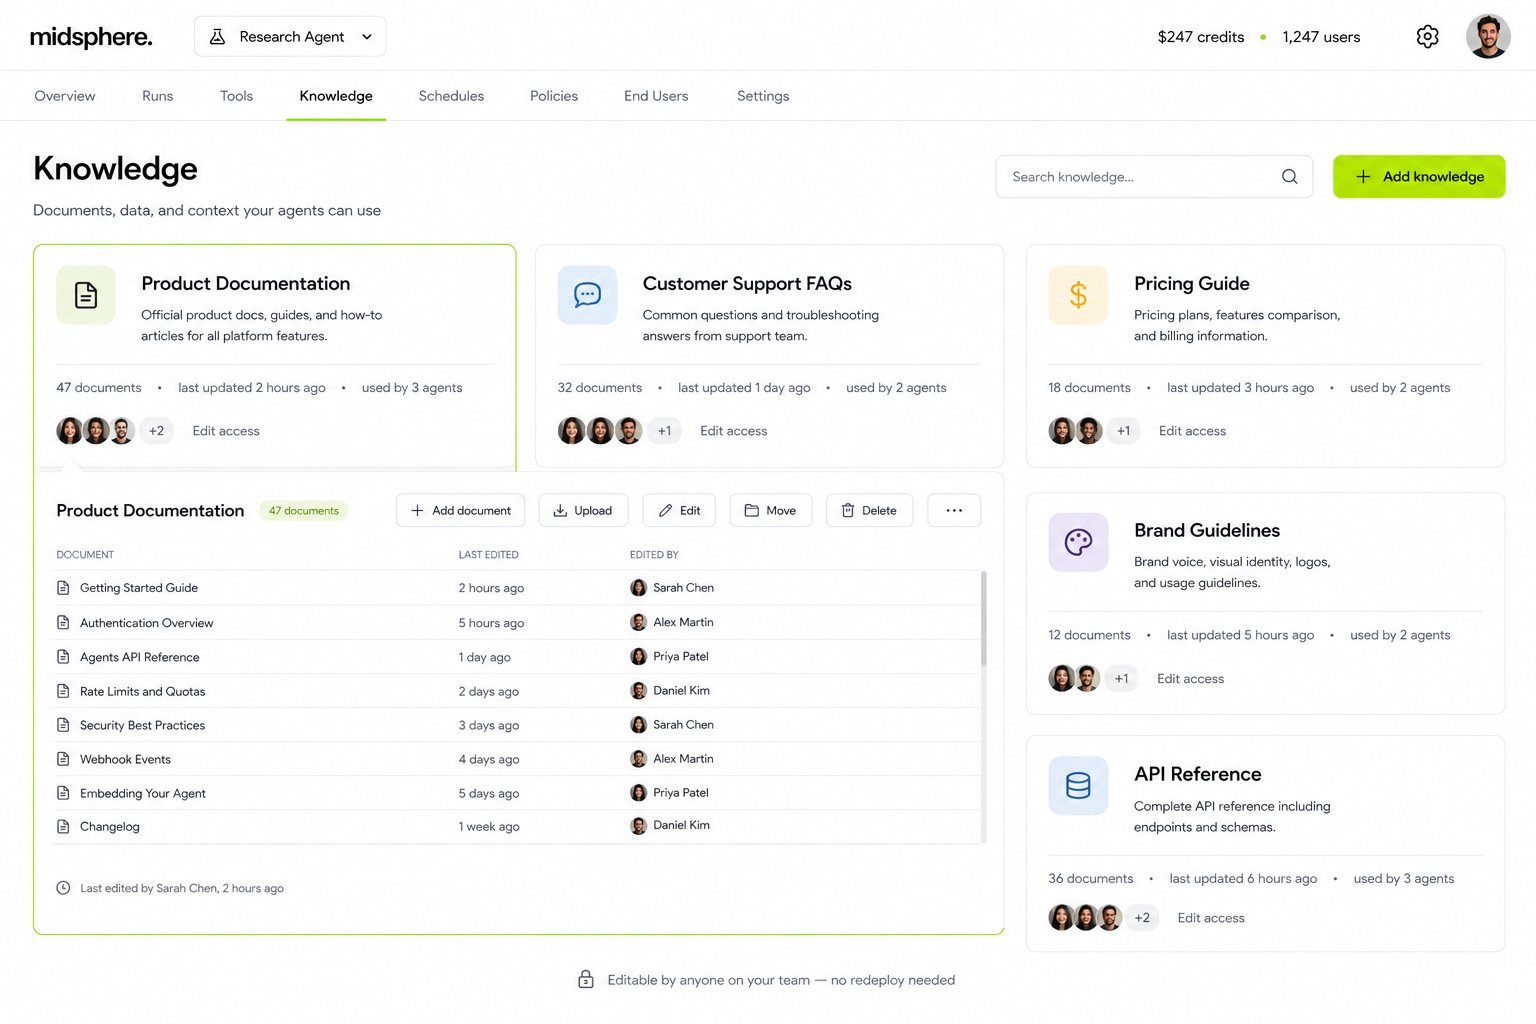 midsphere.
Research Agent
$247 credits • 1,247 users
Overview
Runs
Tools
Knowledge
Schedules
Policies
End Users
Settings
Knowledge
Documents, data, and context your agents can use
Search knowledge...
+ Add knowledge
Product Documentation
Official product docs, guides, and how-to
articles for all platform features.
47 documents • last updated 2 hours ago • used by 3 agents
+2
Edit access
Customer Support FAQs
Common questions and troubleshooting
answers from support team.
32 documents • last updated 1 day ago • used by 2 agents
+1
Edit access
Pricing Guide
Pricing plans, features comparison,
and billing information.
18 documents • last updated 3 hours ago • used by 2 agents
+1
Edit access
Product Documentation
47 documents
+ Add document
Upload
Edit
Move
Delete
...
DOCUMENT LAST EDITED EDITED BY
Getting Started Guide 2 hours ago Sarah Chen
Authentication Overview 5 hours ago Alex Martin
Agents API Reference 1 day ago Priya Patel
Rate Limits and Quotas 2 days ago Daniel Kim
Security Best Practices 3 days ago Sarah Chen
Webhook Events 4 days ago Alex Martin
Embedding Your Agent 5 days ago Priya Patel
Changelog 1 week ago Daniel Kim
Last edited by Sarah Chen, 2 hours ago
Brand Guidelines
Brand voice, visual identity, logos,
and usage guidelines.
12 documents • last updated 5 hours ago • used by 2 agents
+1
Edit access
API Reference
Complete API reference including
endpoints and schemas.
36 documents • last updated 6 hours ago • used by 3 agents
+2
Edit access
Editable by anyone on your team — no redeploy needed